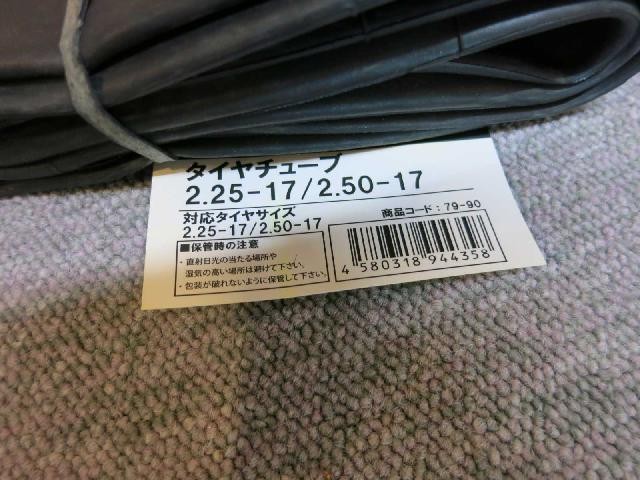 タイヤチューブ
2.25-17/2.50-17
対応タイヤサイズ
2.25-17/2.50-17
商品コード：79-90
■保管時の注意
・直射日光の当たる場所や
湿気の高い場所は避けて下さい。
・包装が破れないように保管して下さい。
4 580318 944358